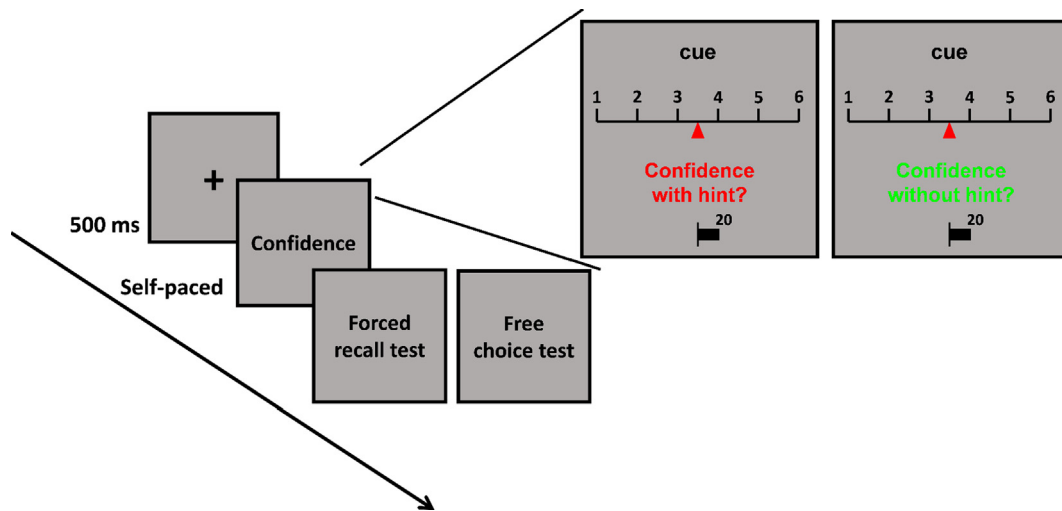 +
500 ms
Confidence
Self-paced
Forced
recall test
Free
choice test
cue
1 2 3 4 5 6
Confidence
with hint?
20
cue
1 2 3 4 5 6
Confidence
without hint?
20